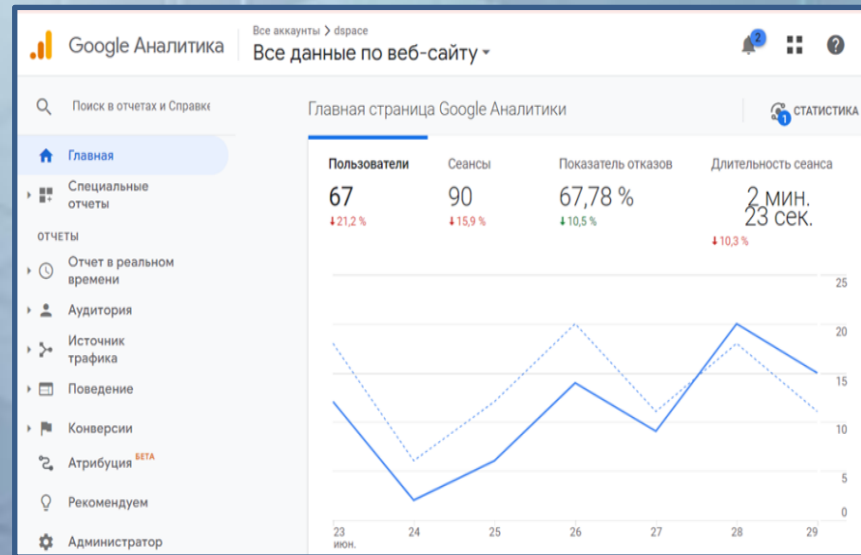 Google Аналитика
Все аккаунты > dspace
Все данные по веб-сайту
2
Поиск в отчетах и Справке
Главная
Специальные
отчеты
ОТЧЕТЫ
Отчет в реальном
времени
Аудитория
Источник
трафика
Поведение
Конверсии
Атрибуция БЕТА
Рекомендуем
Администратор
Главная страница Google Аналитики
1
СТАТИСТИКА
Пользователи
67
↓21,2 %
Сеансы
90
↓15,9 %
Показатель отказов
67,78 %
↓10,5 %
Длительность сеанса
2 мин.
23 сек.
↓10,3 %
25
20
15
10
5
0
23
июн.
24
25
26
27
28
29